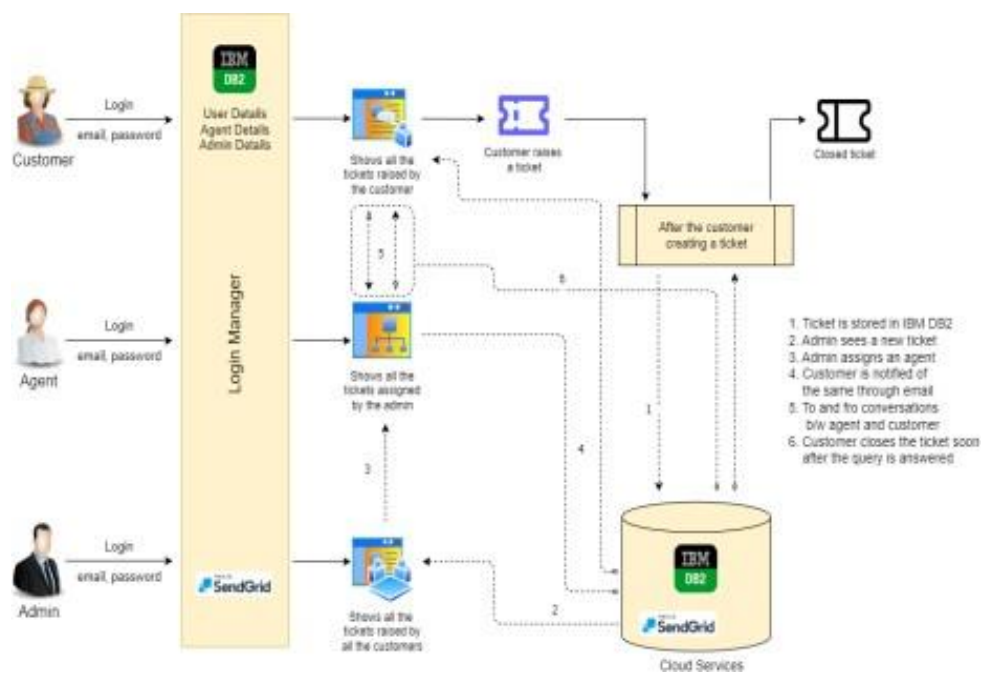 IBM
DB2
User Details
Agent Details
Admin Details
Login Manager
SendGrid
Login
email, password
Customer
Shows all the
tickets raised by
the customer
Customer raises
a ticket
Closed ticket
After the customer
creating a ticket
5
6
Login
email, password
Agent
Shows all the
tickets assigned
by the admin
1
4
3
1. Ticket is stored in IBM DB2
2. Admin sees a new ticket
3. Admin assigns an agent
4. Customer is notified of
the same through email
5. To and fro conversations
b/w agent and customer
6. Customer closes the ticket soon
after the query is answered
Login
email, password
Admin
Shows all the
tickets raised by
all the customers
2
IBM
DB2
SendGrid
Cloud Services